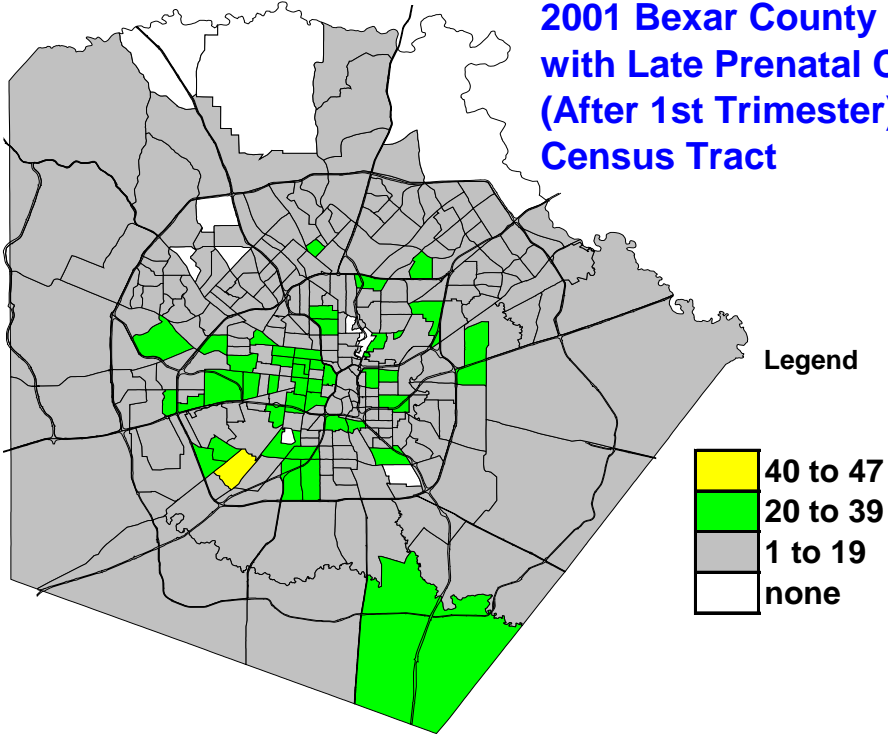 2001 Bexar County
with Late Prenatal C
(After 1st Trimester)
Census Tract
Legend
40 to 47
20 to 39
1 to 19
none